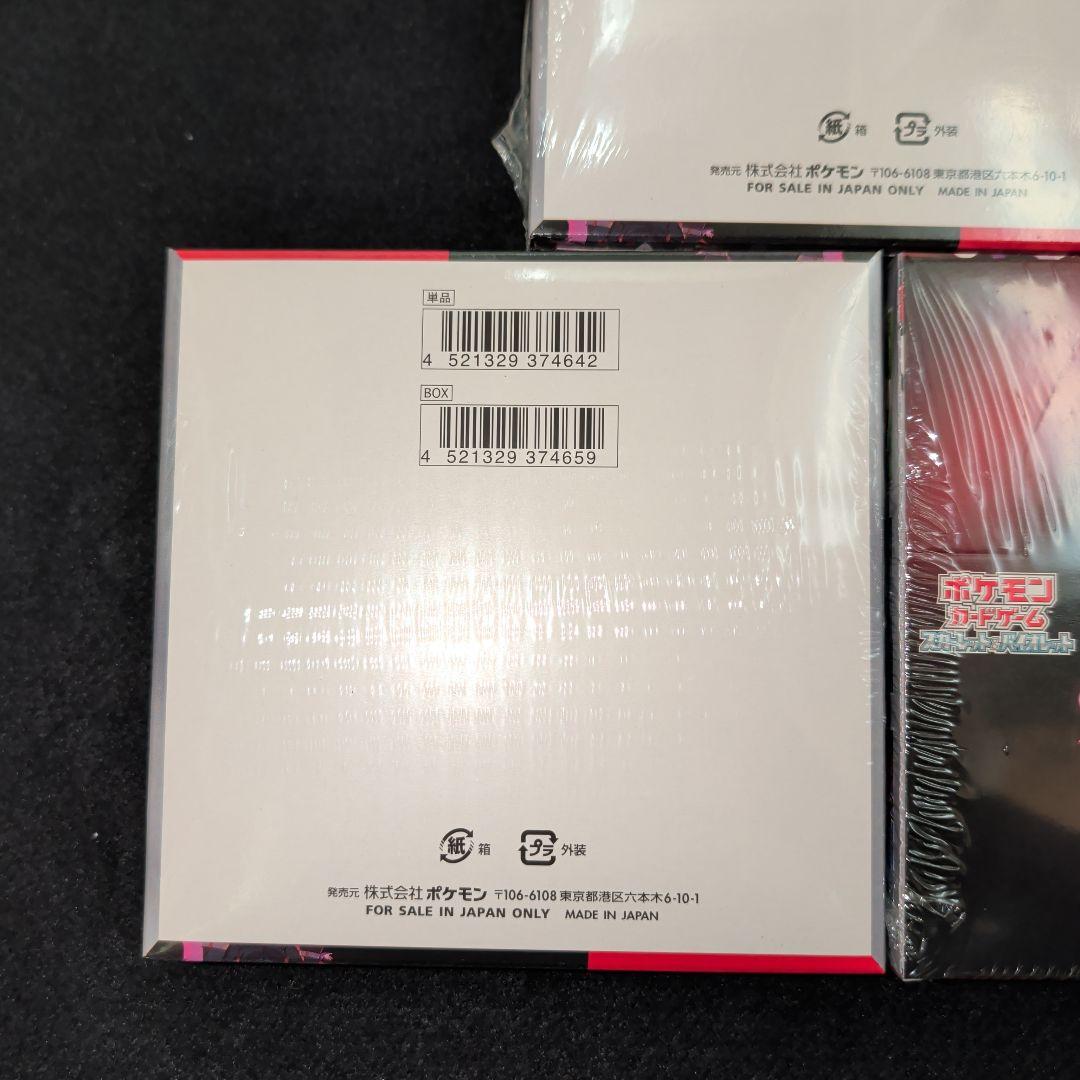 紙 箱 プラ 外装
発売元 株式会社 ポケモン 〒106-6108 東京都港区六本木6-10-1
FOR SALE IN JAPAN ONLY MADE IN JAPAN
単品
4 521329 374642
BOX
4 521329 374659
紙 箱 プラ 外装
発売元 株式会社 ポケモン 〒106-6108 東京都港区六本木6-10-1
FOR SALE IN JAPAN ONLY MADE IN JAPAN
ポケモン
カードゲーム
スカーレット&バイオレット